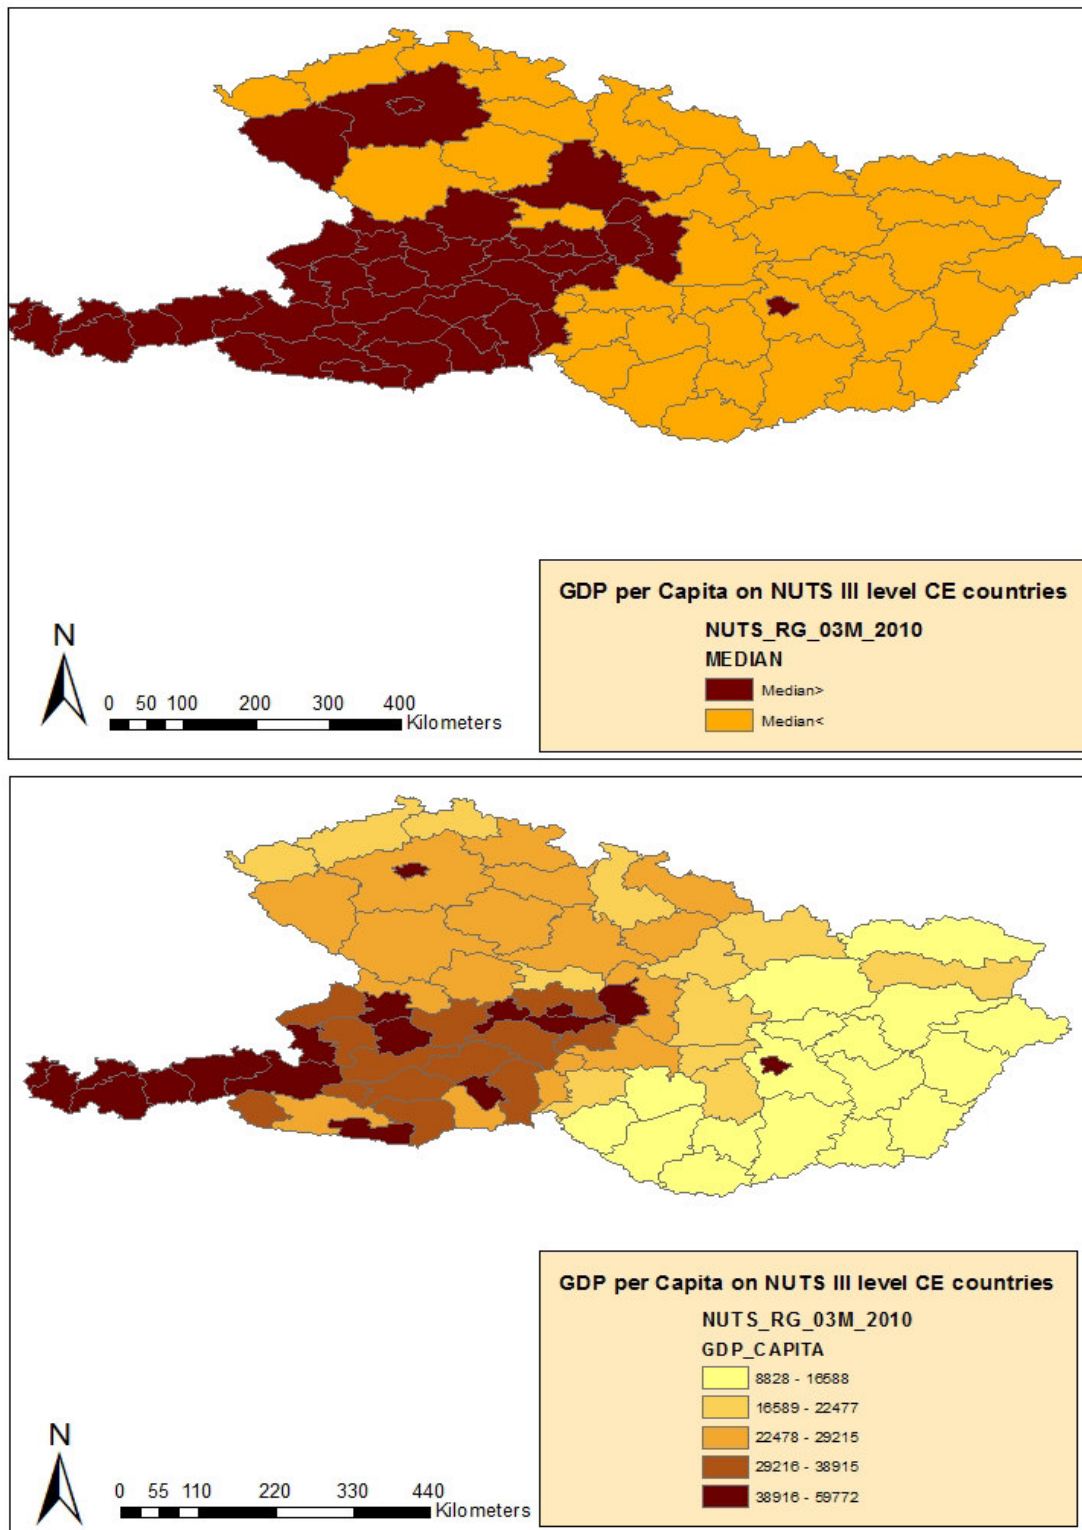 GDP per Capita on NUTS III level CE countries
NUTS_RG_03M_2010
MEDIAN
Median>
Median<
N
0 50 100 200 300 400
Kilometers
GDP per Capita on NUTS III level CE countries
NUTS_RG_03M_2010
GDP_CAPITA
8828 - 16588
16589 - 22477
22478 - 29215
29216 - 38915
38916 - 59772
N
0 55 110 220 330 440
Kilometers